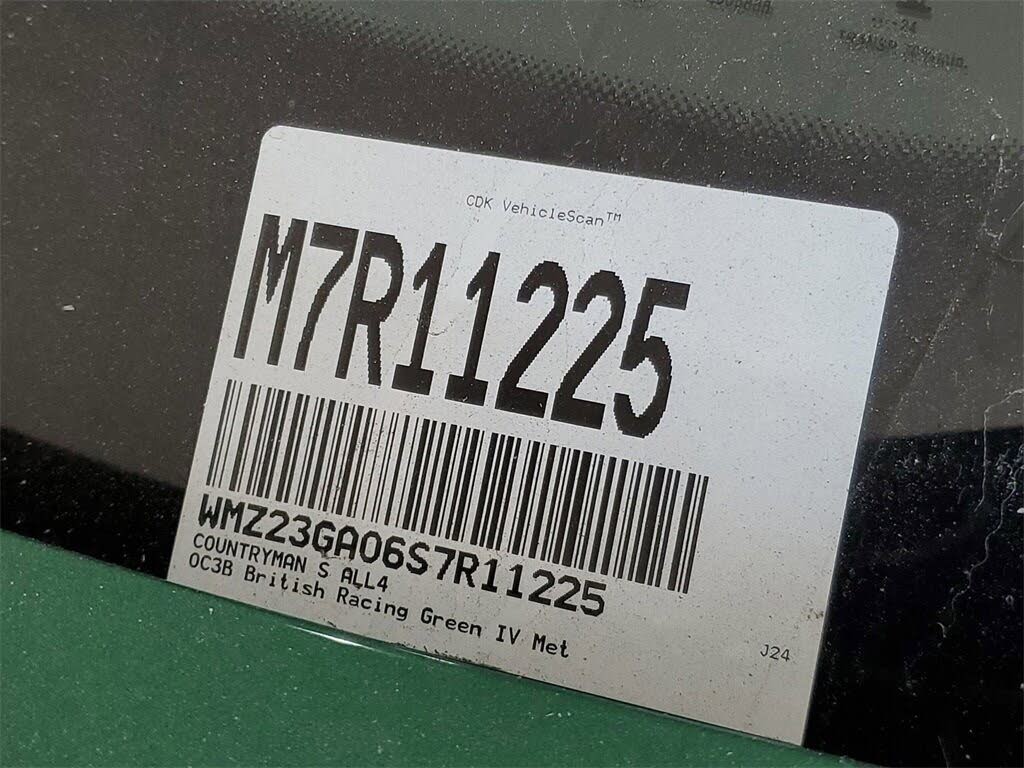 CDK VehicleScan™
M7R11225
WMZ23GA06S7R11225
COUNTRYMAN S ALL4
0C3B British Racing Green IV Met
J24